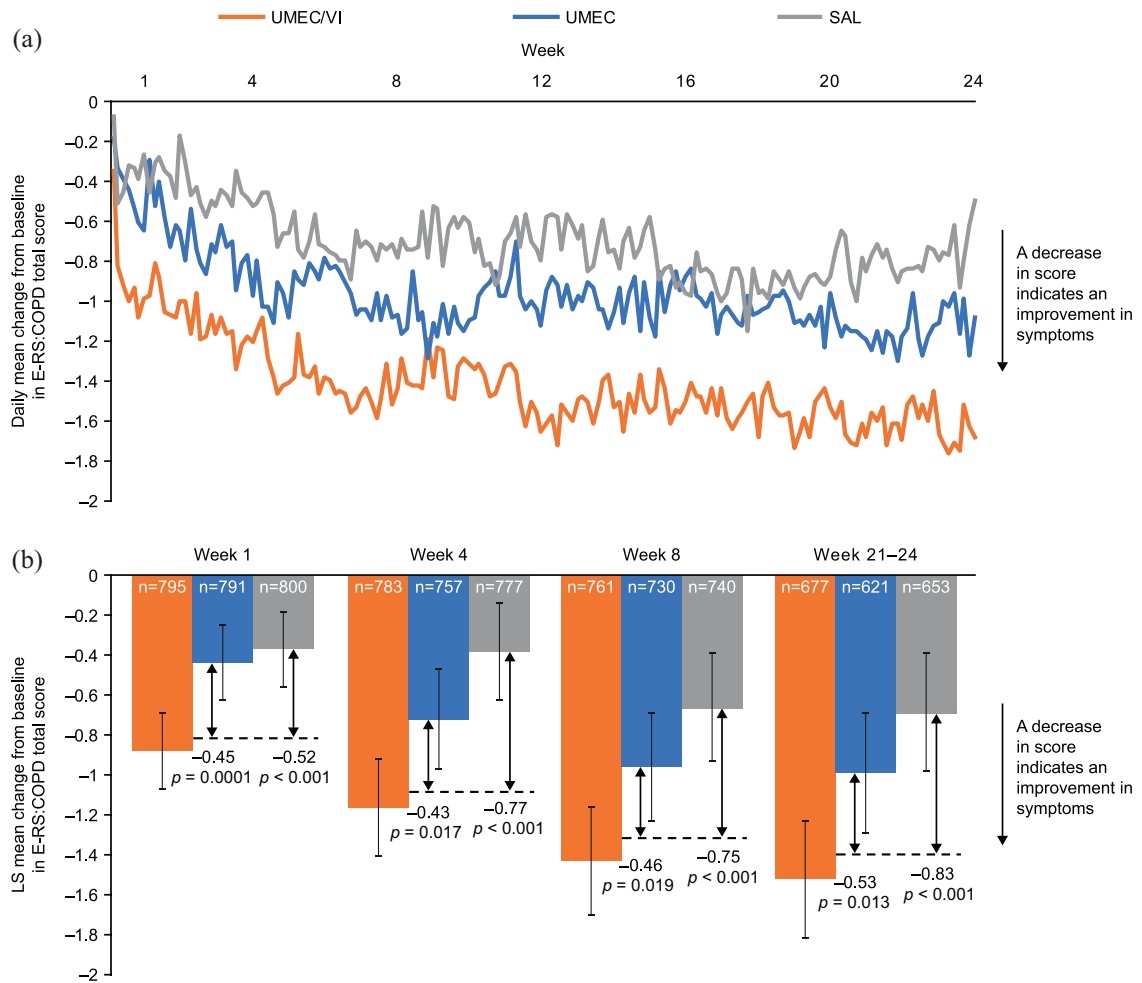 UMEC/VI UMEC SAL
(a)
Week
1 4 8 12 16 20 24
0
–0.2
–0.4
–0.6
–0.8
–1
–1.2
–1.4
–1.6
–1.8
–2
Daily mean change from baseline
in E-RS:COPD total score
A decrease
in score
indicates an
improvement in
symptoms
(b)
Week 1 Week 4 Week 8 Week 21–24
0
–0.2
–0.4
–0.6
–0.8
–1
–1.2
–1.4
–1.6
–1.8
–2
LS mean change from baseline
in E-RS:COPD total score
n=795 n=791 n=800
n=783 n=757 n=777
n=761 n=730 n=740
n=677 n=621 n=653
–0.45 –0.52
p = 0.0001 p < 0.001
–0.43 –0.77
p = 0.017 p < 0.001
–0.46 –0.75
p = 0.019 p < 0.001
–0.53 –0.83
p = 0.013 p < 0.001
A decrease
in score
indicates an
improvement in
symptoms